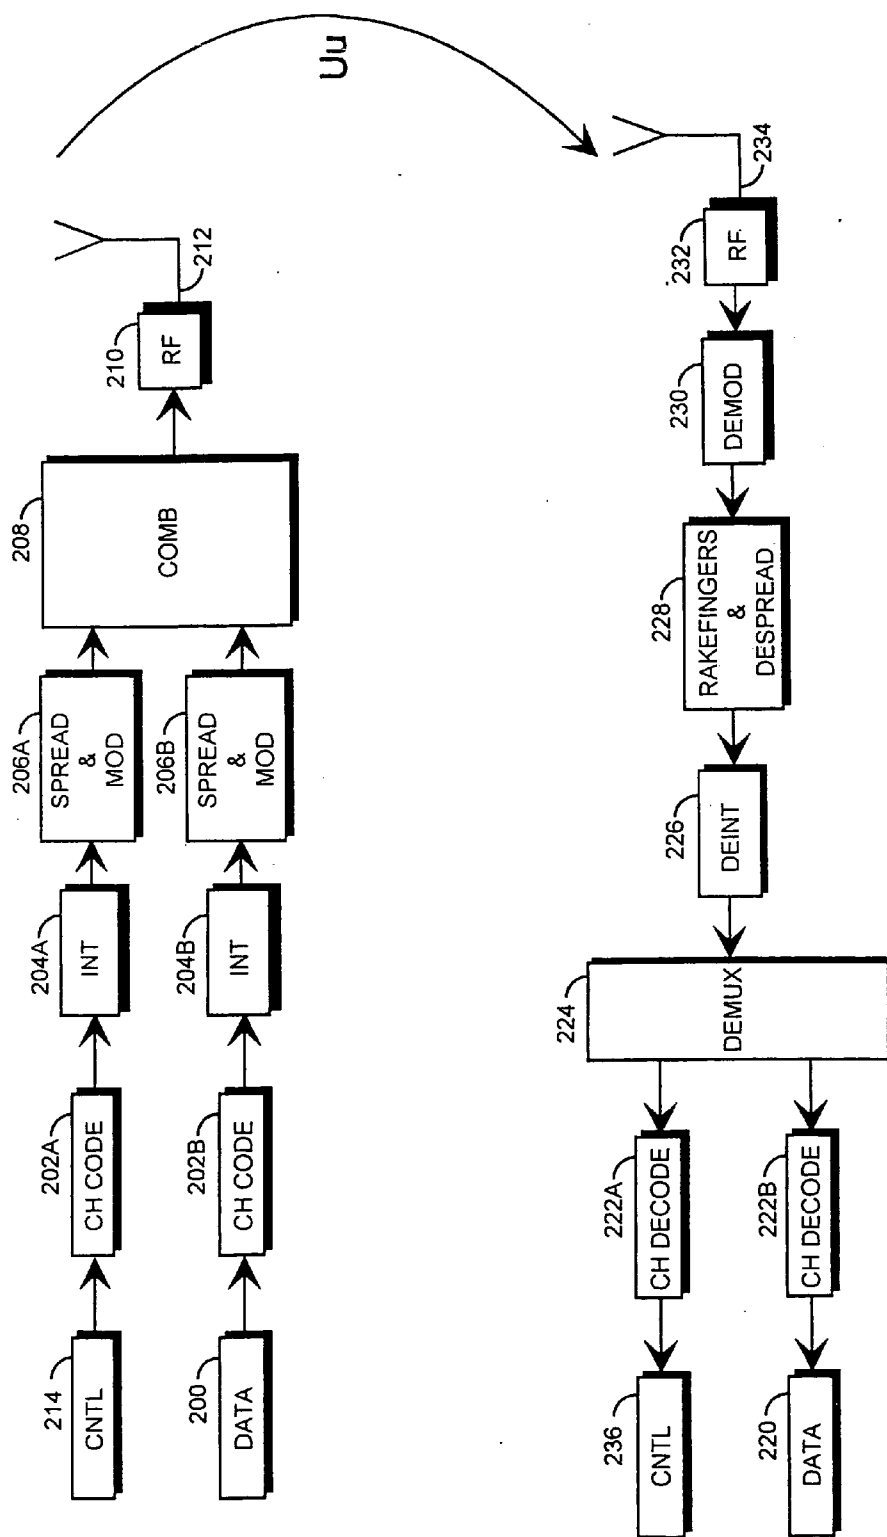 214
CNTL
202A
CH CODE
204A
INT
206A
SPREAD
&
MOD
200
DATA
202B
CH CODE
204B
INT
206B
SPREAD
&
MOD
208
COMB
210
RF
212
Uu
236
CNTL
222A
CH DECODE
220
DATA
222B
CH DECODE
224
DEMUX
226
DEINT
228
RAKEFINGERS
&
DESPREAD
230
DEMOD
232
RF
234